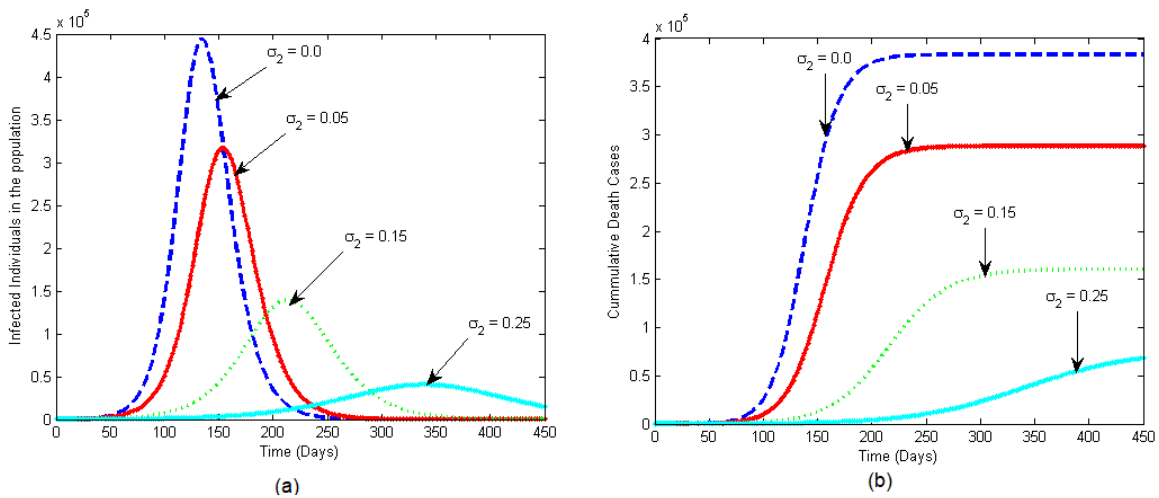 x 10^5
4.5
4
3.5
3
2.5
2
1.5
1
0.5
0
0 50 100 150 200 250 300 350 400 450
Infected Individuals in the population
Time (Days)
σ2 = 0.0
σ2 = 0.05
σ2 = 0.15
σ2 = 0.25
(a)
x 10^5
4
3.5
3
2.5
2
1.5
1
0.5
0
0 50 100 150 200 250 300 350 400 450
Cummulative Death Cases
Time (Days)
σ2 = 0.0
σ2 = 0.05
σ2 = 0.15
σ2 = 0.25
(b)